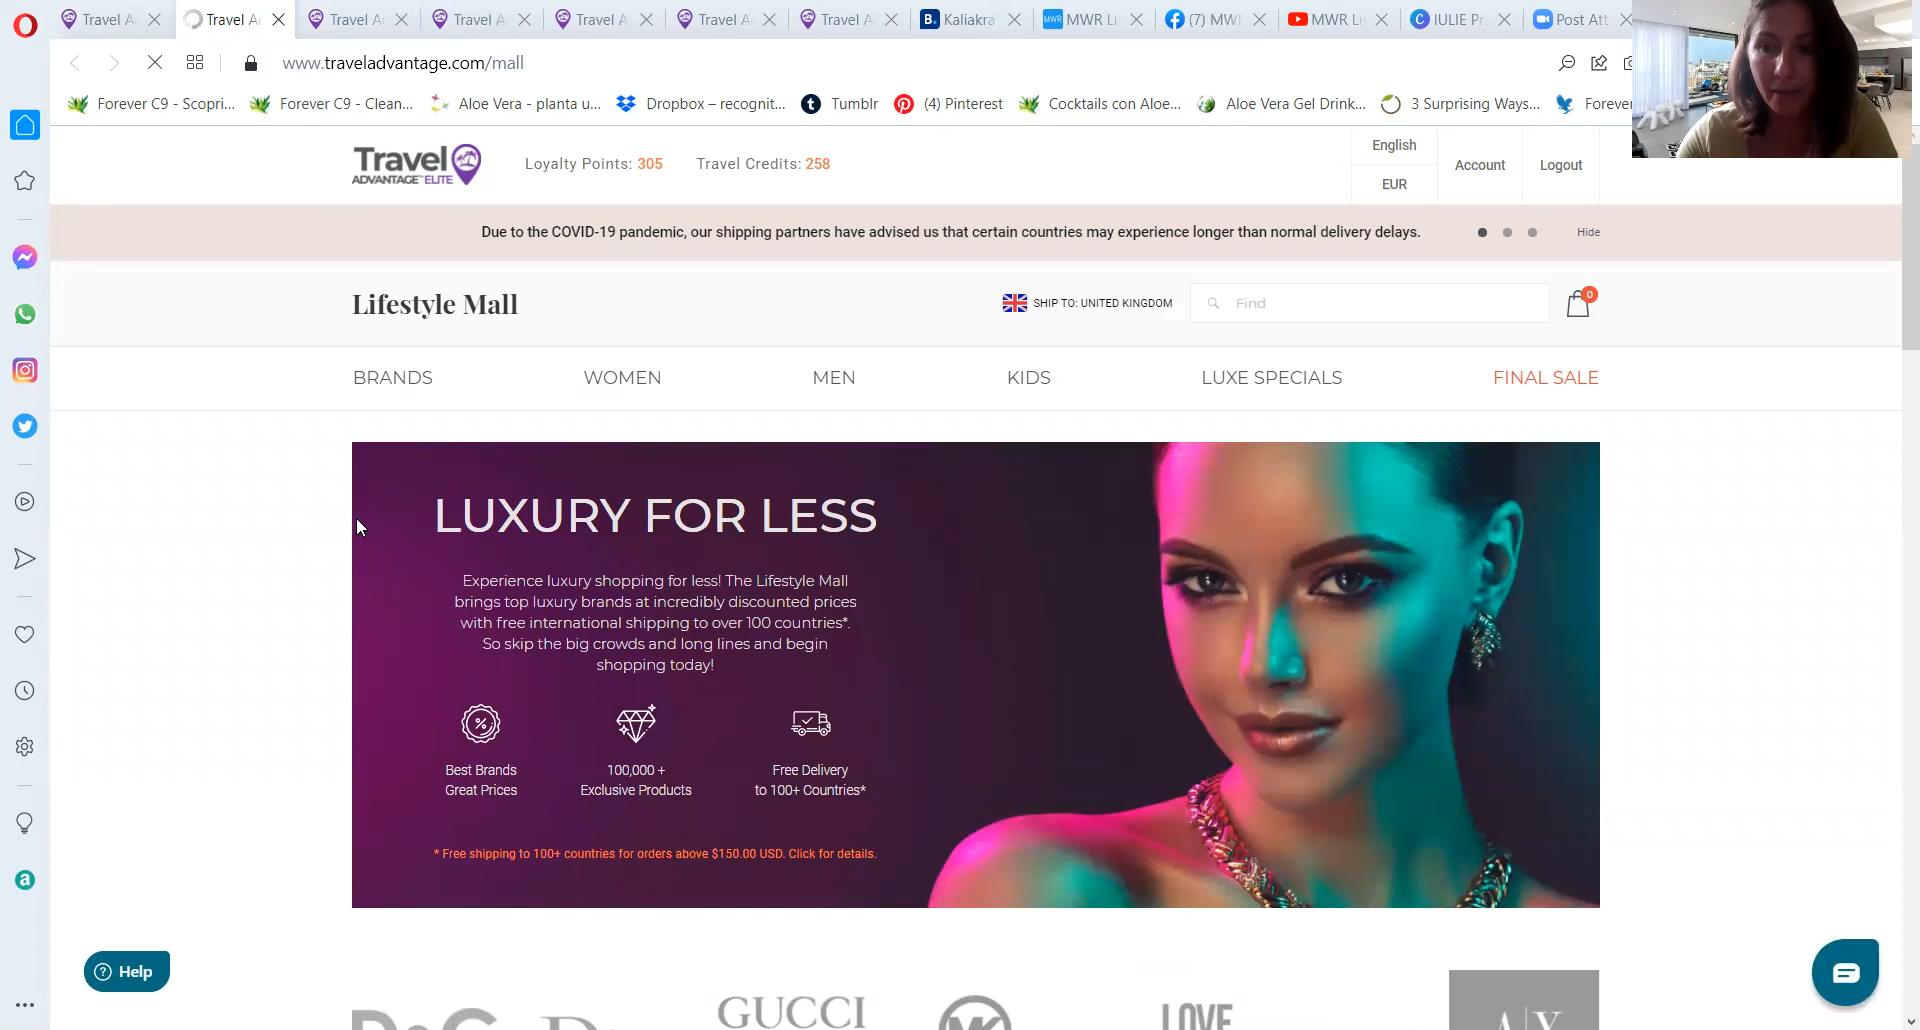 Travel A
Travel A
Travel A
Travel A
Travel A
Travel A
Travel A
B. Kaliakra
MWR MWR Li
(7) MWR
MWR Li
IULIE Pr
Post Att
www.traveladvantage.com/mall
Forever C9 - Scopri...
Forever C9 - Clean...
Aloe Vera - planta u...
Dropbox – recognit...
Tumblr
(4) Pinterest
Cocktails con Aloe...
Aloe Vera Gel Drink...
3 Surprising Ways...
Forever
Travel
ADVANTAGE™ ELITE
Loyalty Points: 305
Travel Credits: 258
English
EUR
Account
Logout
Due to the COVID-19 pandemic, our shipping partners have advised us that certain countries may experience longer than normal delivery delays.
Hide
Lifestyle Mall
SHIP TO: UNITED KINGDOM
Find
0
BRANDS
WOMEN
MEN
KIDS
LUXE SPECIALS
FINAL SALE
LUXURY FOR LESS
Experience luxury shopping for less! The Lifestyle Mall
brings top luxury brands at incredibly discounted prices
with free international shipping to over 100 countries*.
So skip the big crowds and long lines and begin
shopping today!
Best Brands
Great Prices
100,000 +
Exclusive Products
Free Delivery
to 100+ Countries*
* Free shipping to 100+ countries for orders above $150.00 USD. Click for details.
Help
D&G
GUCCI
MK
LOVE
A|X